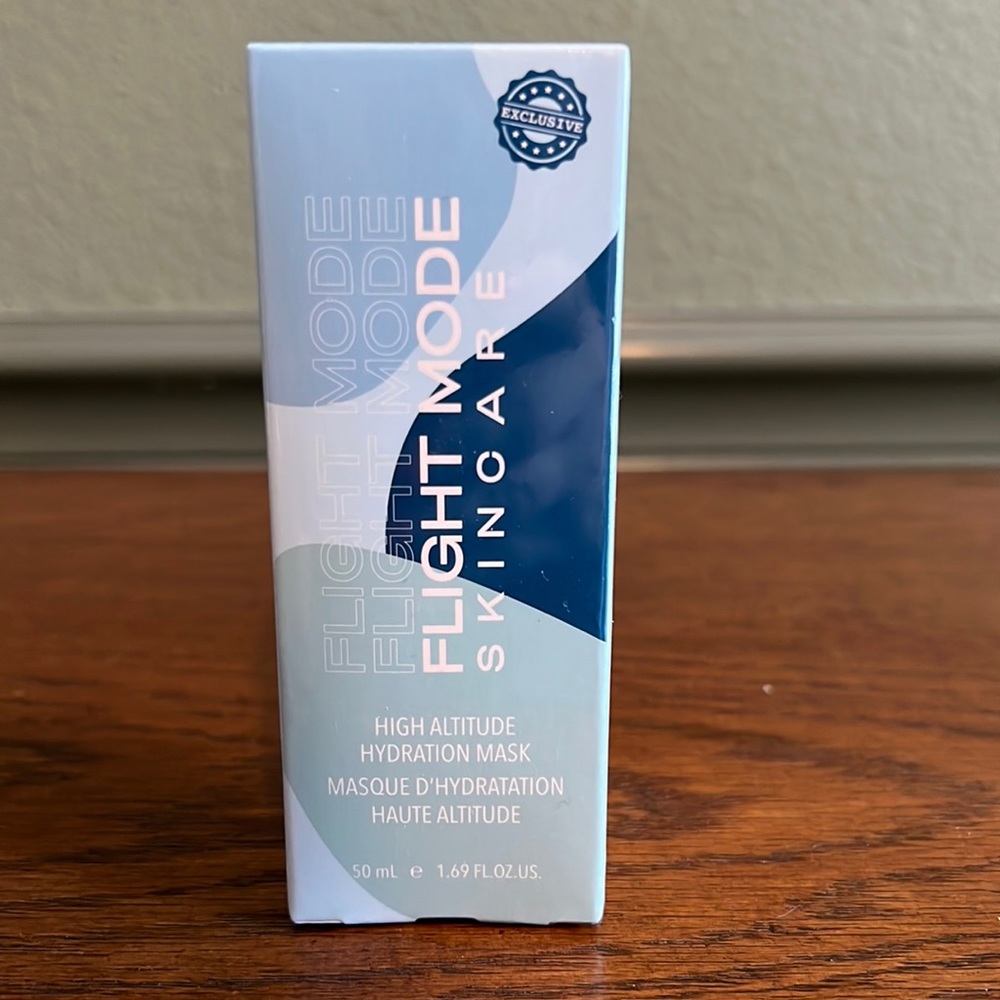 EXCLUSIVE
FLIGHT MODE
FLIGHT MODE
FLIGHT MODE
SKINCARE
HIGH ALTITUDE
HYDRATION MASK
MASQUE D'HYDRATATION
HAUTE ALTITUDE
50 mL e 1.69 FL.OZ.US.